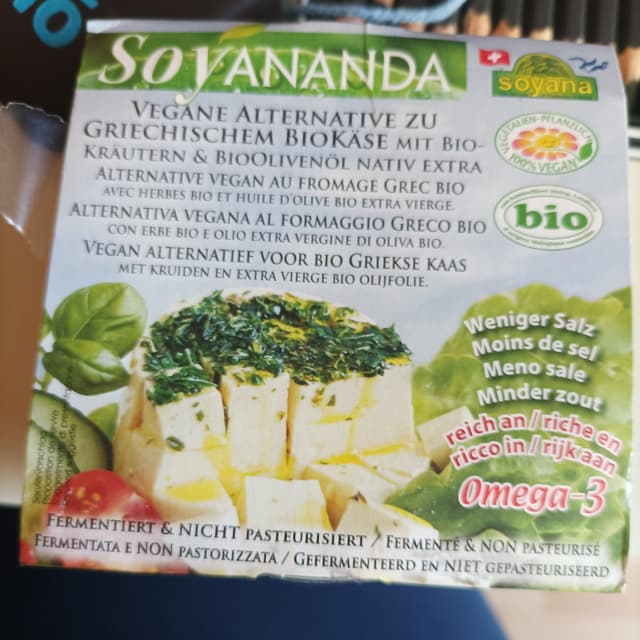 SOYANANDA
soyana
VEGANE ALTERNATIVE ZU
GRIECHISCHEM BIOKÄSE MIT BIO-
KRÄUTERN & BIOOLIVENÖL NATIV EXTRA
ALTERNATIVE VEGAN AU FROMAGE GREC BIO
AVEC HERBES BIO ET HUILE D'OLIVE BIO EXTRA VIERGE.
ALTERNATIVA VEGANA AL FORMAGGIO GRECO BIO
CON ERBE BIO E OLIO EXTRA VERGINE DI OLIVA BIO.
VEGAN ALTERNATIEF VOOR BIO GRIEKSE KAAS
MET KRUIDEN EN EXTRA VIERGE BIO OLIJFOLIE.
VEGETALIEN-PFLANZLICH
100% VEGAN
bio
Weniger Salz
Moins de sel
Meno sale
Minder zout
reich an / riche en
ricco in / rijk aan
Omega-3
FERMENTIERT & NICHT PASTEURISIERT / FERMENTÉ & NON PASTEURISÉ
FERMENTATA E NON PASTORIZZATA / GEFERMENTEERD EN NIET GEPASTEURISEERD